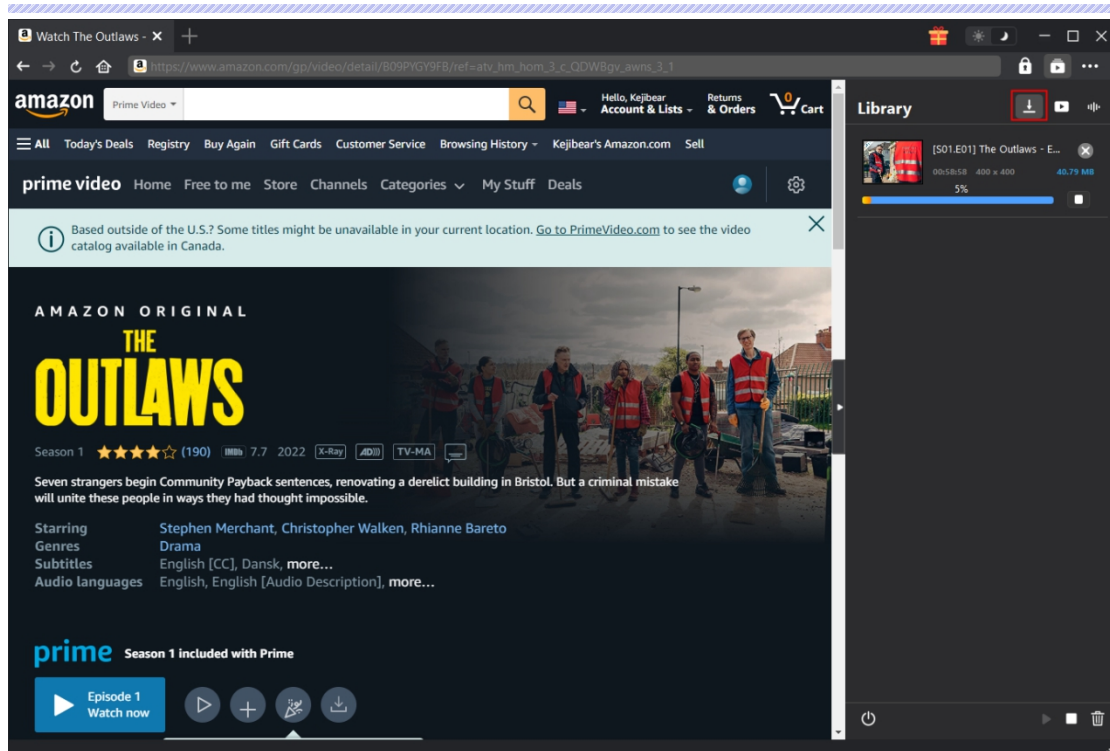 Watch The Outlaws -
https://www.amazon.com/gp/video/detail/B09PYGY9FB/ref=atv_hm_hom_3_c_QDWBgv_awns_3_1
amazon
Prime Video
Hello, Kejibear
Account & Lists
Returns
& Orders
0
Cart
All Today's Deals Registry Buy Again Gift Cards Customer Service Browsing History Kejibear's Amazon.com Sell
prime video Home Free to me Store Channels Categories My Stuff Deals
Based outside of the U.S.? Some titles might be unavailable in your current location. Go to PrimeVideo.com to see the video
catalog available in Canada.
AMAZON ORIGINAL
THE
OUTLAWS
Season 1 (190) IMDb 7.7 2022 X-Ray AD TV-MA
Seven strangers begin Community Payback sentences, renovating a derelict building in Bristol. But a criminal mistake
will unite these people in ways they had thought impossible.
Starring Stephen Merchant, Christopher Walken, Rhianne Bareto
Genres Drama
Subtitles English [CC], Dansk, more...
Audio languages English, English [Audio Description], more...
prime Season 1 included with Prime
Episode 1
Watch now
Library
[S01.E01] The Outlaws - E...
00:58:58 400 x 400 40.79 MB
5%